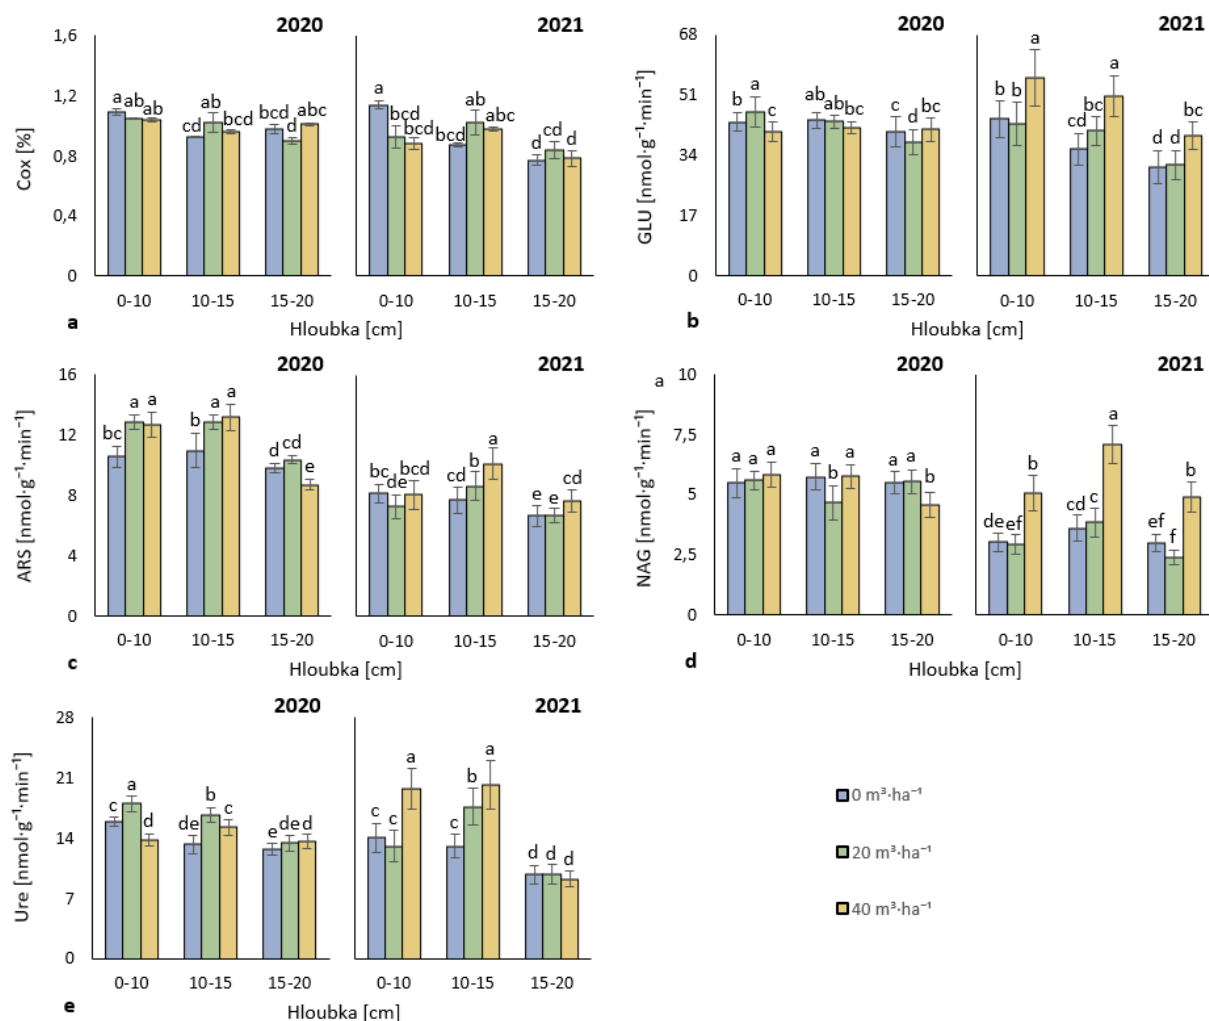 2020 2021
Cox [%]
1,6
1,2
0,8
0,4
0
a ab ab cd ab bcd bcd d abc
a bcd bcd bcd ab abc d cd d
0-10 10-15 15-20 0-10 10-15 15-20
a Hloubka [cm]
2020 2021
GLU [nmol·g⁻¹·min⁻¹]
68
51
34
17
0
b a c ab ab bc c d bc
b b a cd bc a d d bc
0-10 10-15 15-20 0-10 10-15 15-20
b Hloubka [cm]
2020 2021
ARS [nmol·g⁻¹·min⁻¹]
16
12
8
4
0
bc a a b a a d cd e
bc de bcd cd b a e e cd
0-10 10-15 15-20 0-10 10-15 15-20
c Hloubka [cm]
a
2020 2021
NAG [nmol·g⁻¹·min⁻¹]
10
7,5
5
2,5
0
a a a a b a a a b
de ef b cd c a ef f b
0-10 10-15 15-20 0-10 10-15 15-20
d Hloubka [cm]
2020 2021
Ure [nmol·g⁻¹·min⁻¹]
28
21
14
7
0
c a d de b c e de d
c c a c b a d d d
0-10 10-15 15-20 0-10 10-15 15-20
e Hloubka [cm]
0 m³·ha⁻¹
20 m³·ha⁻¹
40 m³·ha⁻¹